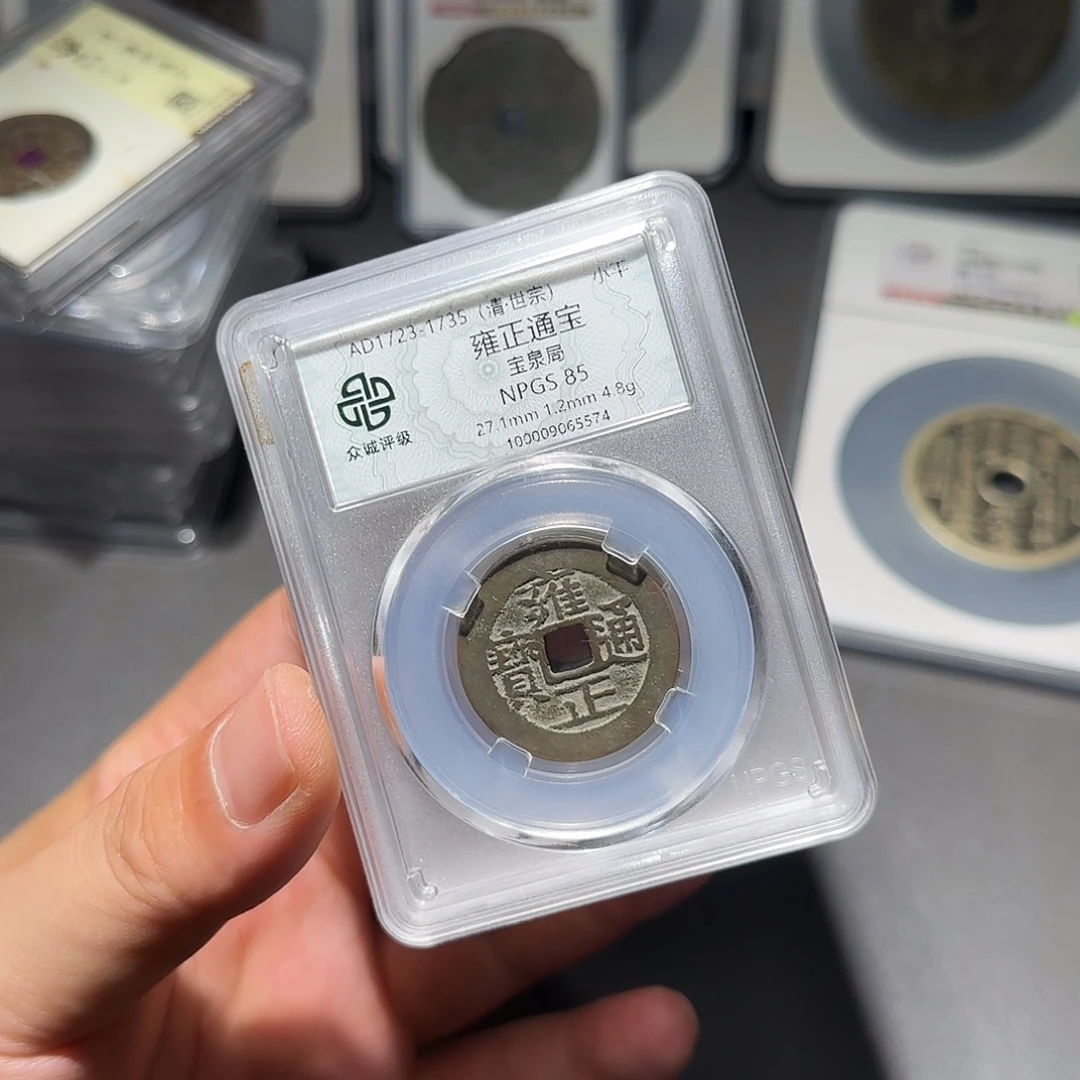 AD1723-1735 (清·世宗) 小平
雍正通宝
宝泉局
NPGS 85
27.1mm 1.2mm 4.8g
100009065574
众诚评级
雍
正
通
寳
NPGS